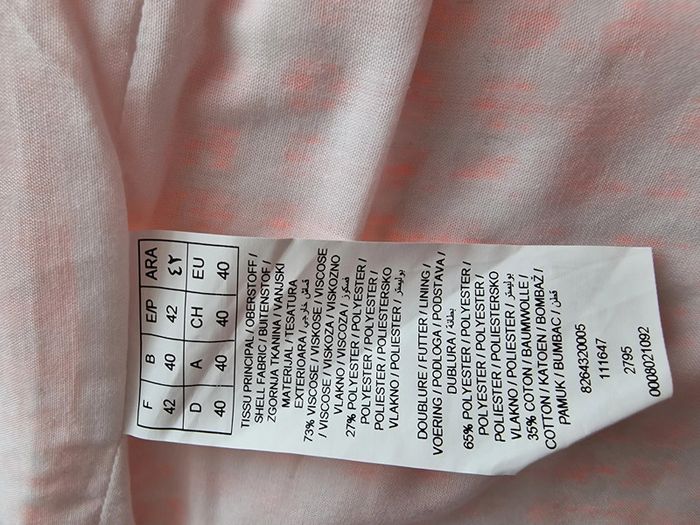 F B E/P ARA
42 40 42 ٤٢
D A CH EU
40 40 40 40
TISSU PRINCIPAL / OBERSTOFF /
SHELL FABRIC / BUITENSTOF /
ZGORNJA TKANINA / VANJSKI
MATERIJAL / TESATURA
EXTERIOARA / قماش خارجي /
73% VISCOSE / VISKOSE / VISCOSE
/ VISCOSE / VISKOZA / VISKOZNO
VLAKNO / VISCOZA / فسكوز
27% POLYESTER / POLYESTER /
POLYESTER / POLYESTER /
POLIESTER / POLIESTERSKO
VLAKNO / POLIESTER / بوليستر
DOUBLURE / FUTTER / LINING /
VOERING / PODLOGA / PODSTAVA /
DUBLURA / بطانة /
65% POLYESTER / POLYESTER /
POLYESTER / POLYESTER /
POLIESTER / POLIESTERSKO
VLAKNO / POLIESTER / بوليستر
35% COTON / BAUMWOLLE /
COTTON / KATOEN / BOMBAŽ /
PAMUK / BUMBAC / قطن
8264320005
111647
2795
0008021092